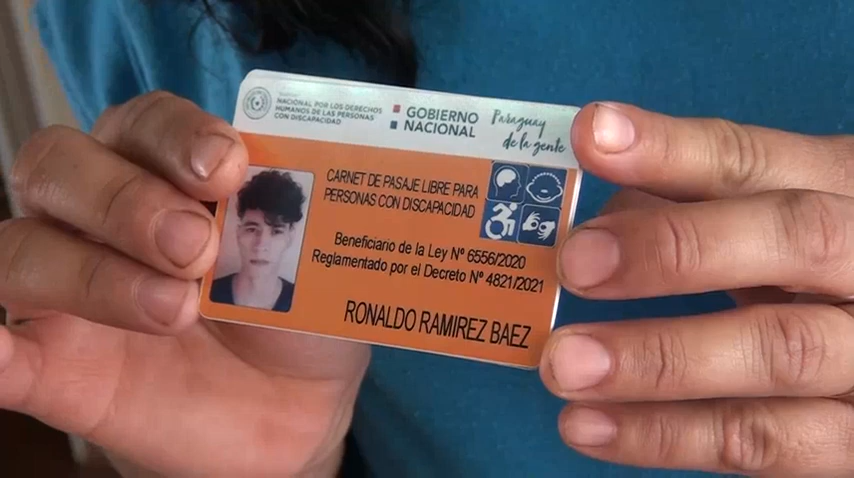 NACIONAL POR LOS DERECHOS
HUMANOS DE LAS PERSONAS
CON DISCAPACIDAD
GOBIERNO
NACIONAL
Paraguay
de la gente
CARNET DE PASAJE LIBRE PARA
PERSONAS CON DISCAPACIDAD
Beneficiario de la Ley Nº 6556/2020
Reglamentado por el Decreto Nº 4821/2021
RONALDO RAMIREZ BAEZ